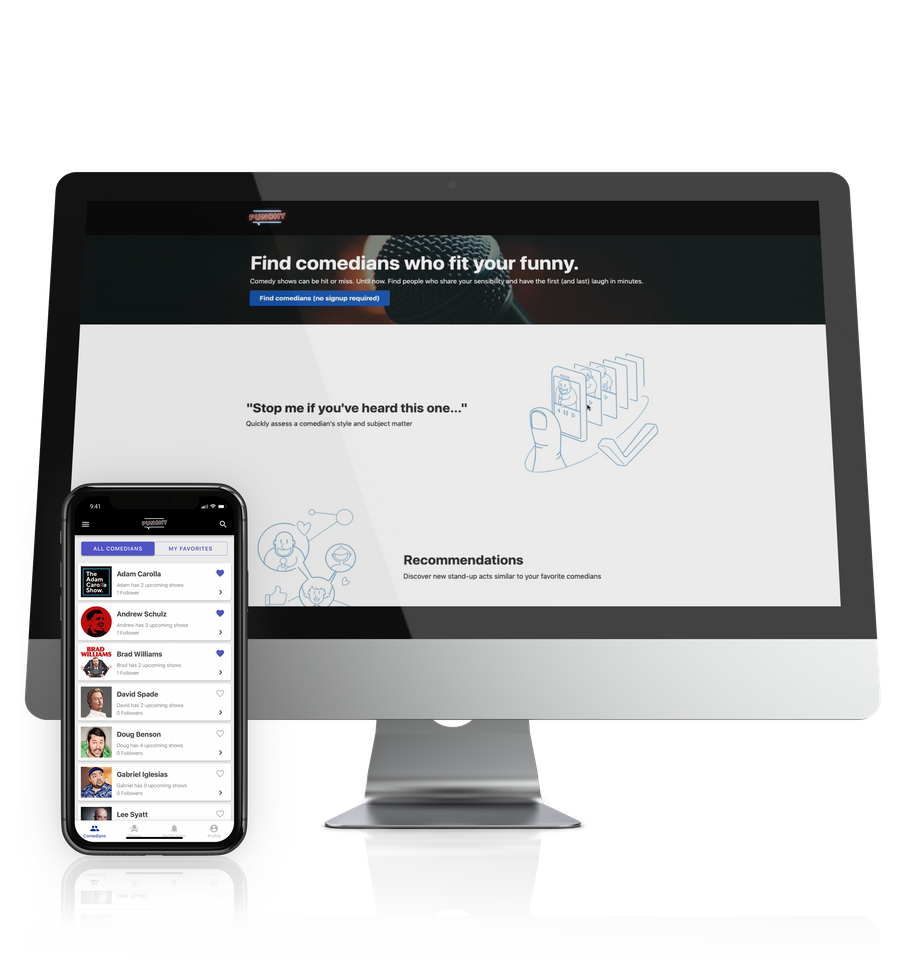 PUNCHY
Find comedians who fit your funny.
Comedy shows can be hit or miss. Until now. Find people who share your sensibility and have the first (and last) laugh in minutes.
Find comedians (no signup required)
"Stop me if you've heard this one..."
Quickly assess a comedian's style and subject matter
Recommendations
Discover new stand-up acts similar to your favorite comedians
9:41
PUNCHY
ALL COMEDIANS
MY FAVORITES
The
Adam
Carolla
Show.
Adam Carolla
Adam has 2 upcoming shows
1 Follower
Andrew Schulz
Andrew has 3 upcoming shows
1 Follower
BRAD
WILLIAMS
Brad Williams
Brad has 2 upcoming shows
1 Follower
David Spade
David has 2 upcoming shows
0 Followers
Doug Benson
Doug has 4 upcoming shows
0 Followers
Gabriel Iglesias
Gabriel has 0 upcoming shows
0 Followers
Lee Syatt
Comedians
Profile